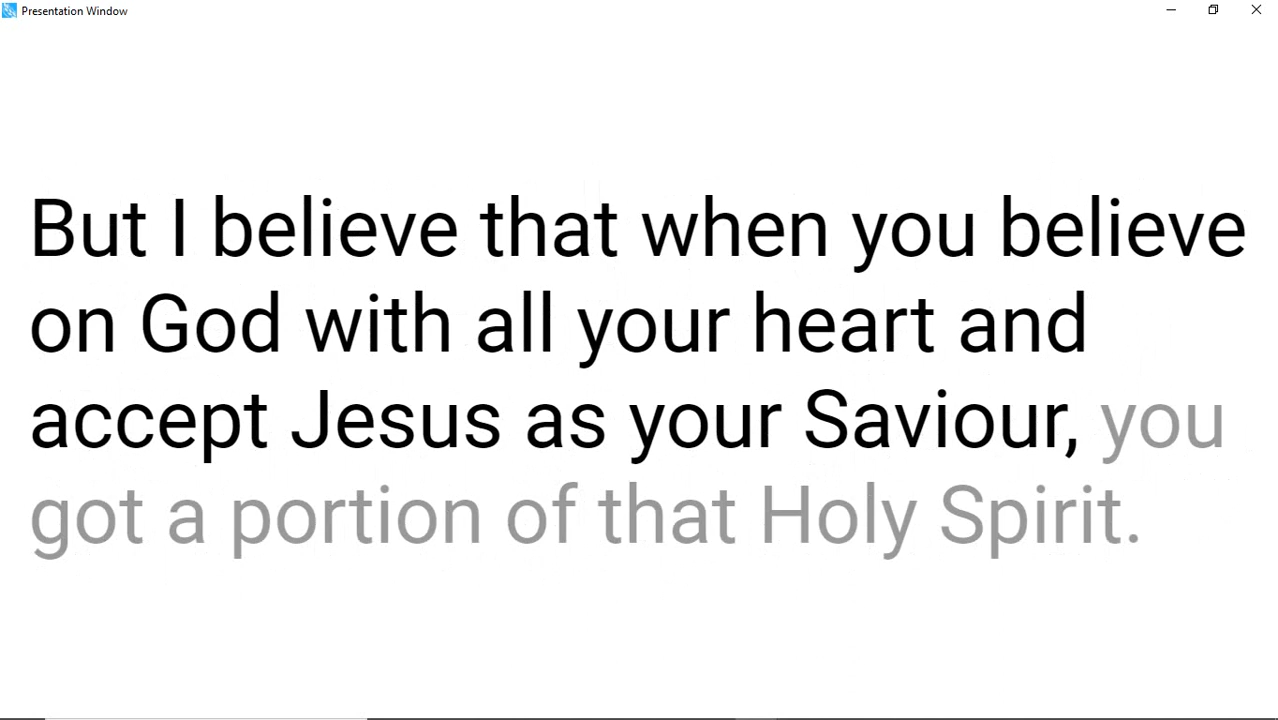 Presentation Window
But I believe that when you believe
on God with all your heart and
accept Jesus as your Saviour, you
got a portion of that Holy Spirit.